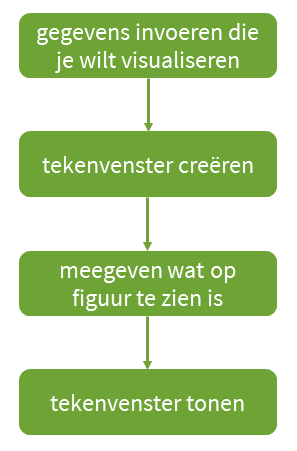 gegevens invoeren die
je wilt visualiseren
tekenvenster creëren
meegeven wat op
figuur te zien is
tekenvenster tonen